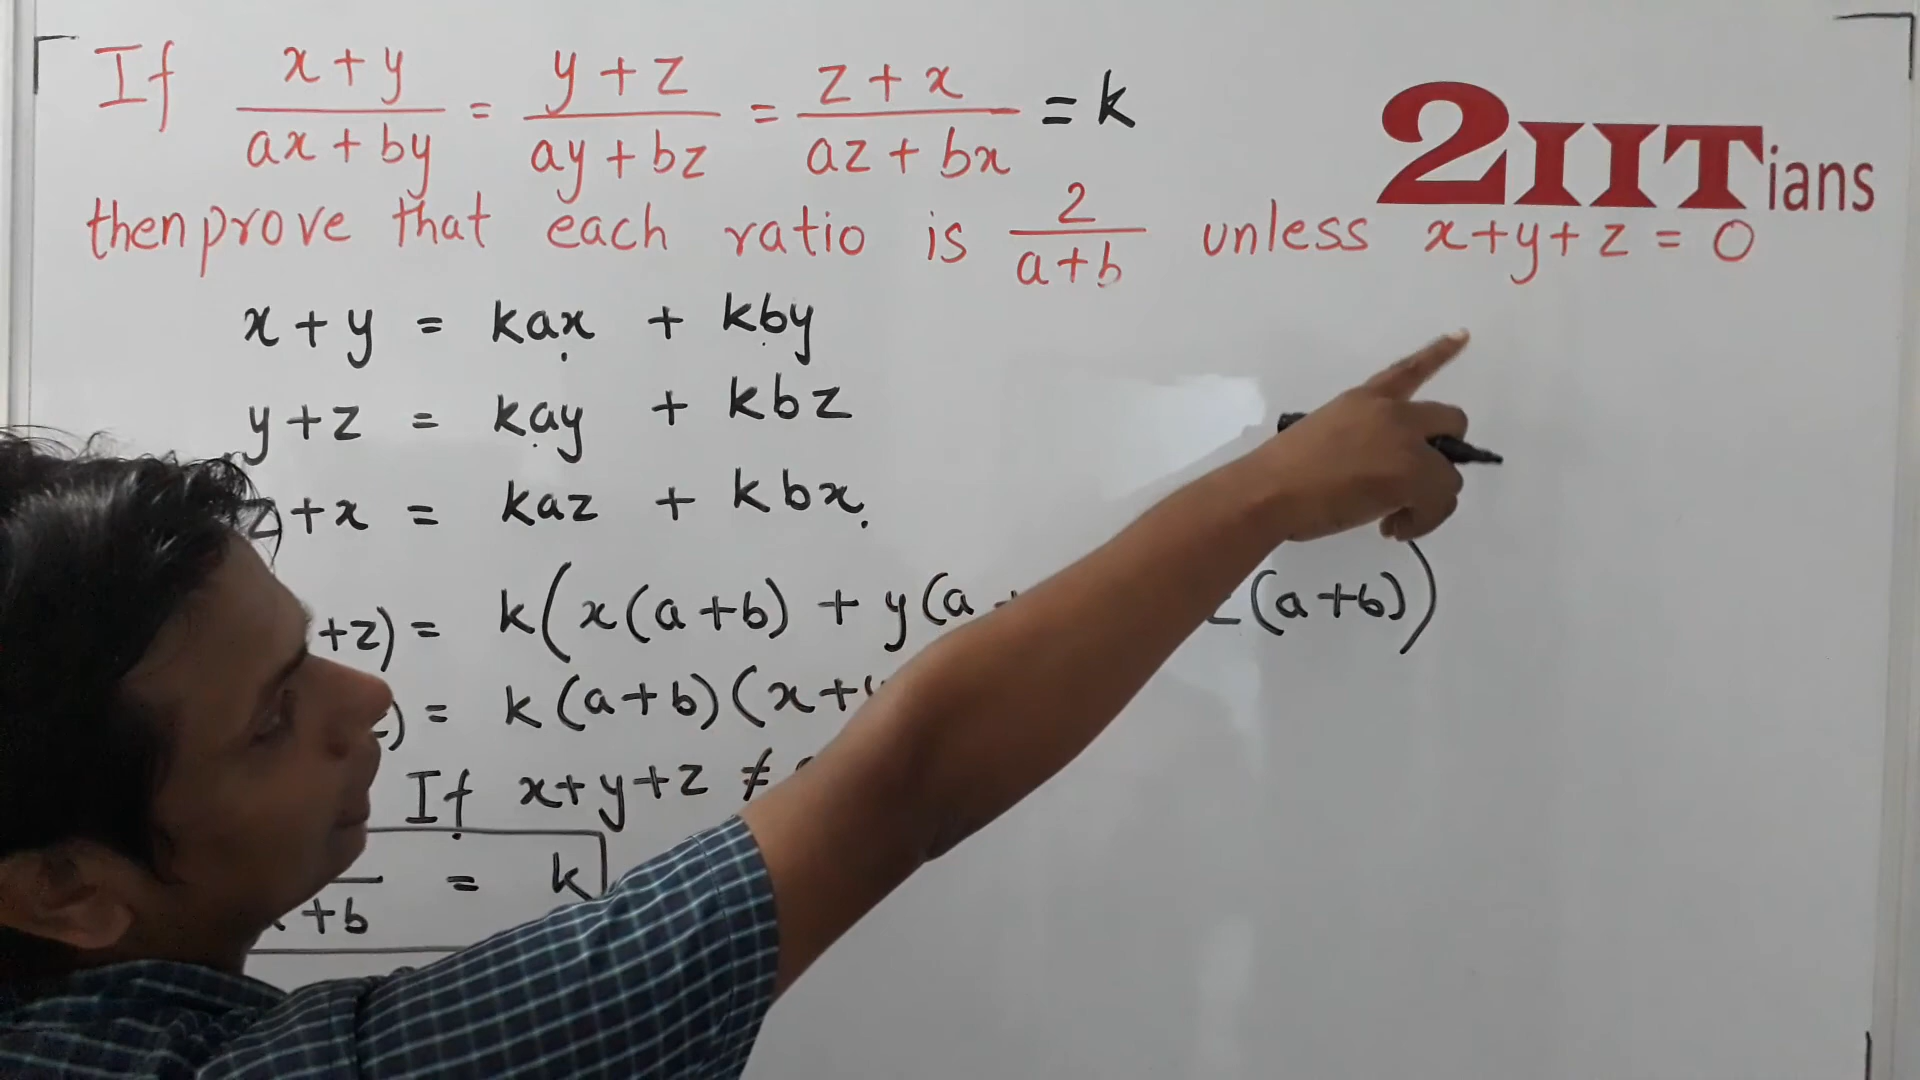 If x+y/ax+by = y+z/ay+bz = z+x/az+bx = k
2IITians
then prove that each ratio is 2/a+b unless x+y+z = 0
x+y = kax + kby
y+z = kay + kbz
z+x = kaz + kbx
+z) = k(x(a+b) + y(a (a+b))
) = k(a+b)(x+
If x+y+z ≠
+b = k